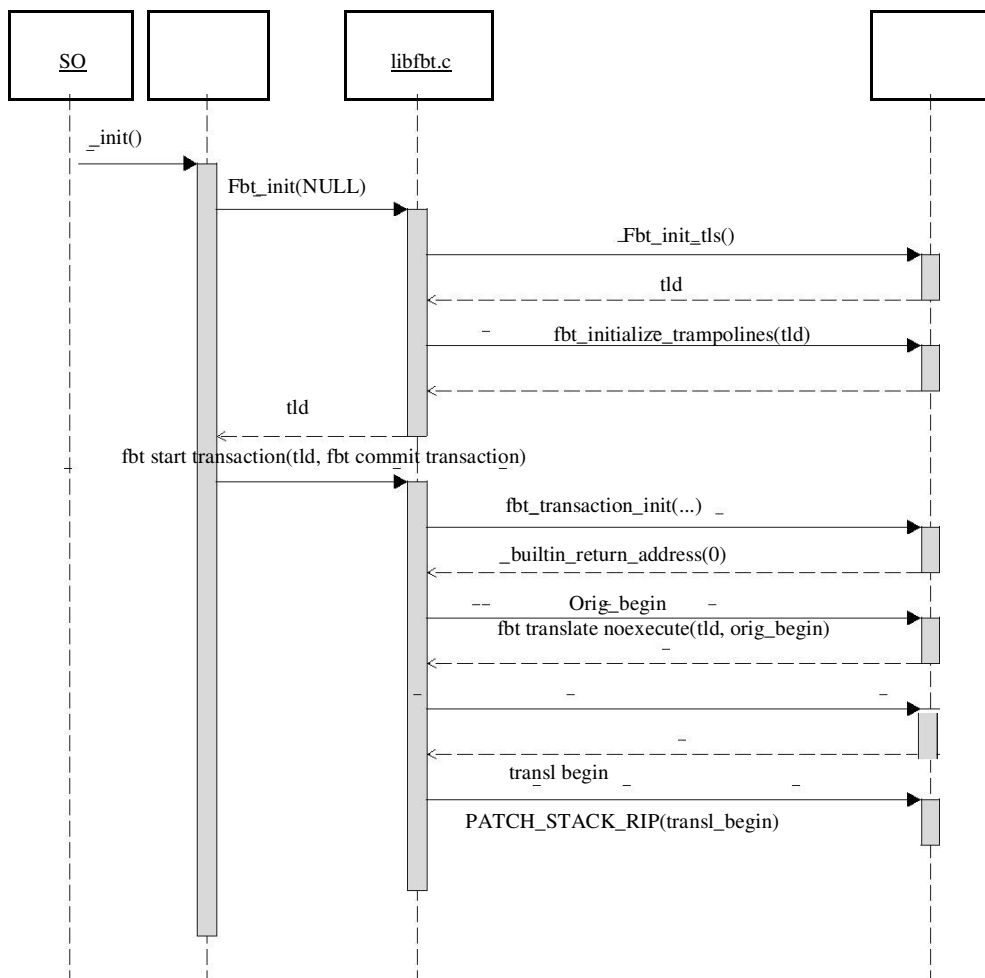 SO
libfbt.c
_init()
Fbt_init(NULL)
_Fbt_init_tls()
tld
fbt_initialize_trampolines(tld)
tld
fbt start transaction(tld, fbt commit transaction)
fbt_transaction_init(...)
_builtin_return_address(0)
Orig_begin
fbt translate noexecute(tld, orig_begin)
transl begin
PATCH_STACK_RIP(transl_begin)